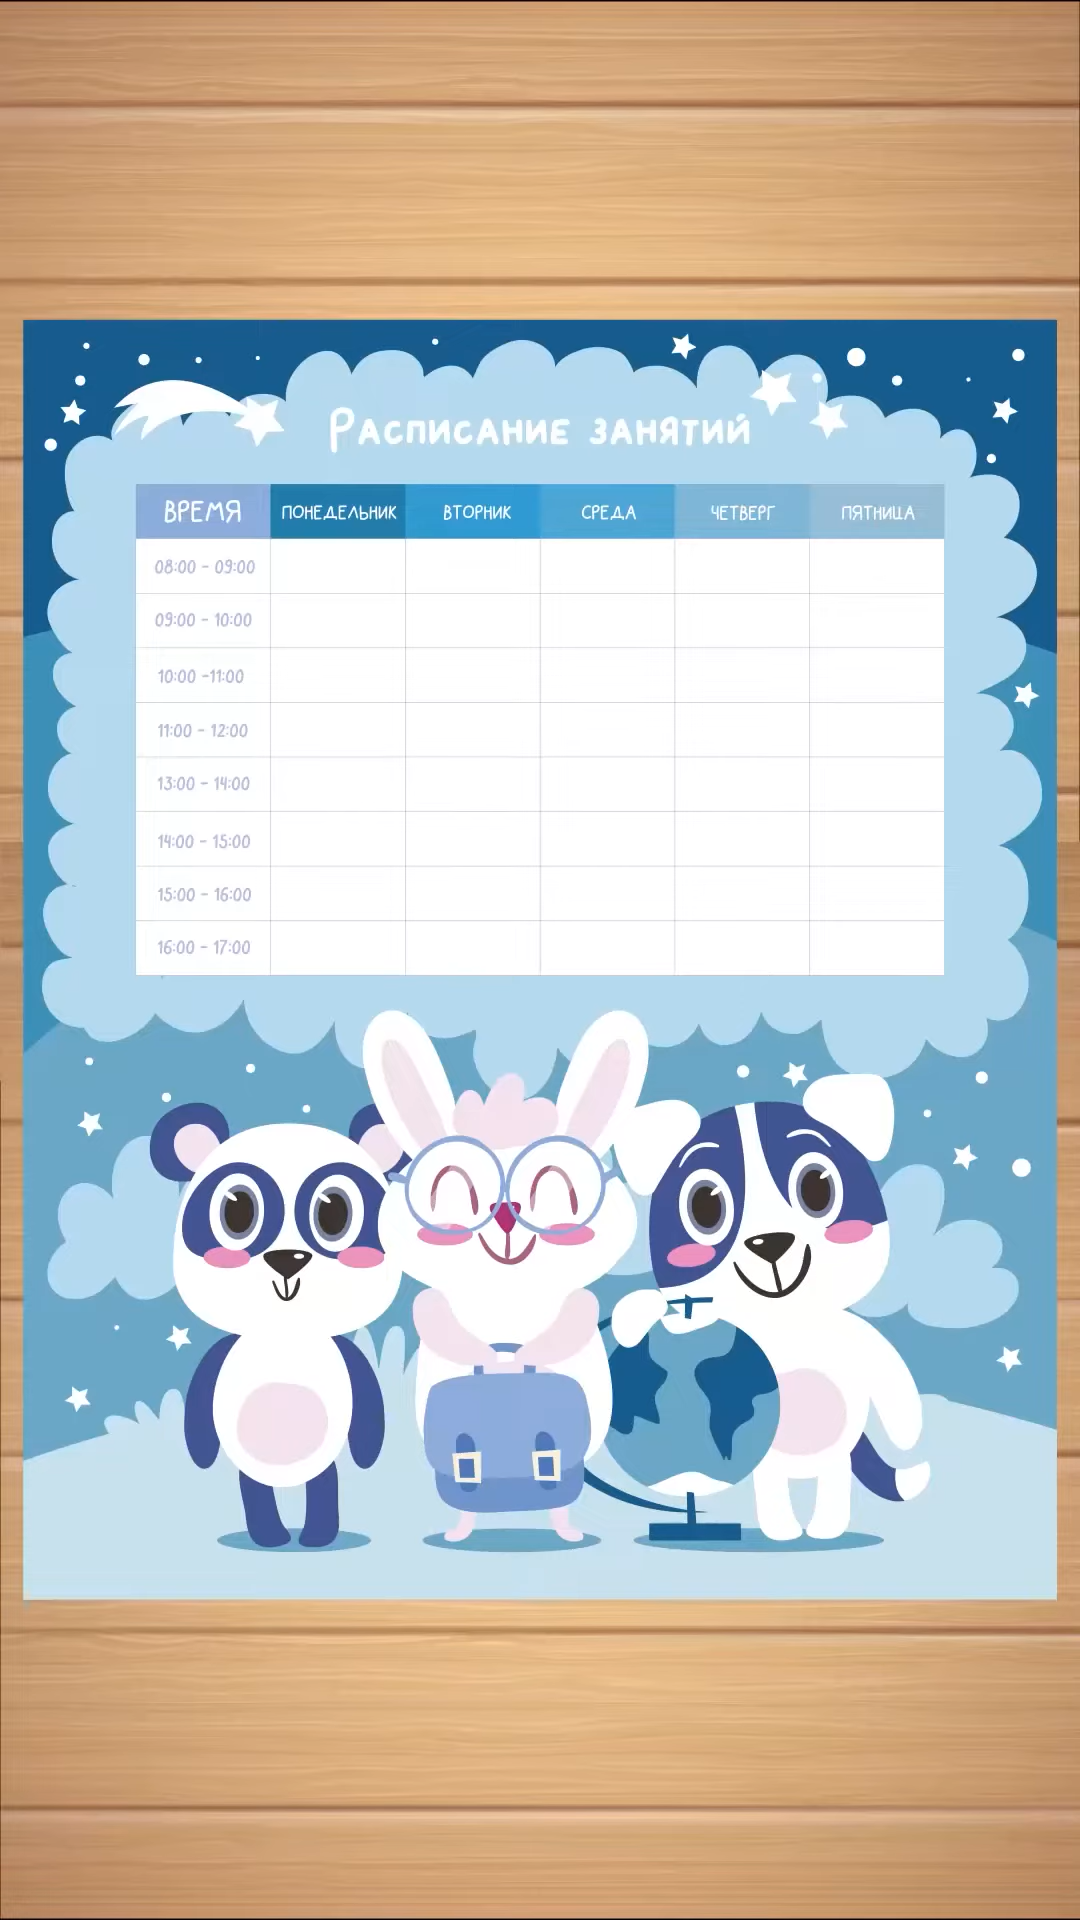 Расписание занятий
ВРЕМЯ ПОНЕДЕЛЬНИК ВТОРНИК СРЕДА ЧЕТВЕРГ ПЯТНИЦА
08:00 - 09:00
09:00 - 10:00
10:00 -11:00
11:00 - 12:00
13:00 - 14:00
14:00 - 15:00
15:00 - 16:00
16:00 - 17:00